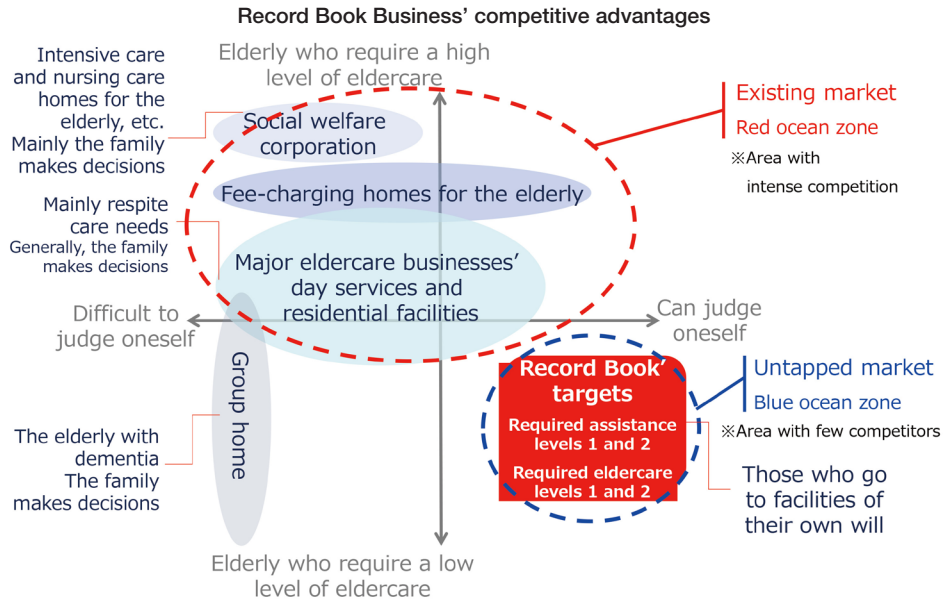 Record Book Business’ competitive advantages
Elderly who require a high
level of eldercare
Intensive care
and nursing care
homes for the
elderly, etc.
Mainly the family
makes decisions
Social welfare
corporation
Existing market
Red ocean zone
※Area with
intense competition
Fee-charging homes for the elderly
Mainly respite
care needs
Generally, the family
makes decisions
Major eldercare businesses’
day services and
residential facilities
Difficult to
judge oneself
Can judge
oneself
Group home
Record Book’
targets
Required assistance
levels 1 and 2
Required eldercare
levels 1 and 2
Untapped market
Blue ocean zone
※Area with few competitors
The elderly with
dementia
The family
makes decisions
Those who go
to facilities of
their own will
Elderly who require a low
level of eldercare